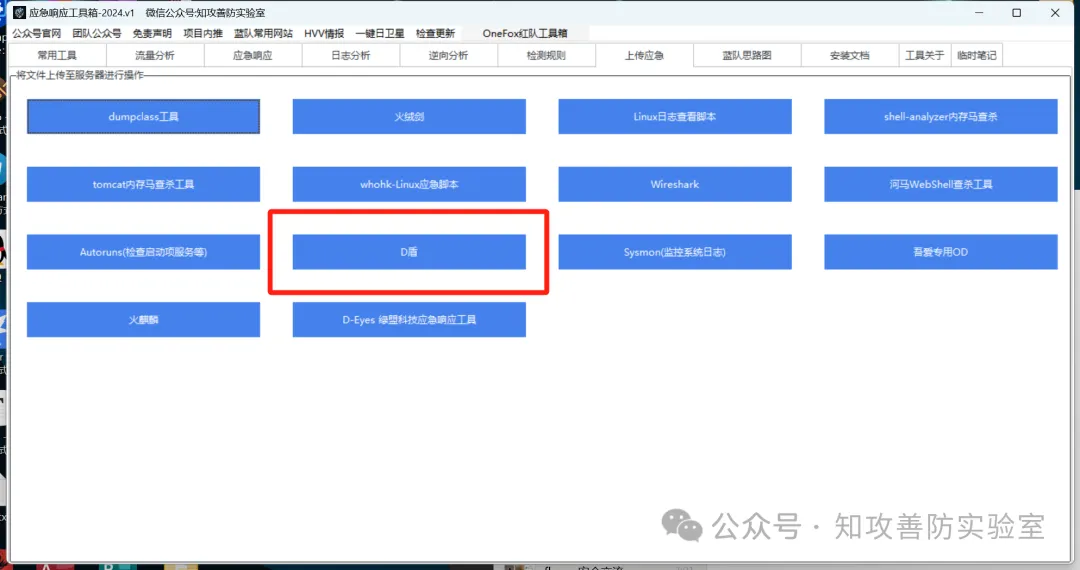 应急响应工具箱-2024.v1 微信公众号:知攻善防实验室
公众号官网 团队公众号 免责声明 项目内推 蓝队常用网站 HVV情报 一键日卫星 检查更新 OneFox红队工具箱
常用工具 流量分析 应急响应 日志分析 逆向分析 检测规则 上传应急 蓝队思路图 安装文档 工具关于 临时笔记
将文件上传至服务器进行操作
dumpclass工具 火绒剑 Linux日志查看脚本 shell-analyzer内存马查杀
tomcat内存马查杀工具 whohk-Linux应急脚本 Wireshark 河马WebShell查杀工具
Autoruns(检查启动项服务等) D盾 Sysmon(监控系统日志) 吾爱专用OD
火麒麟 D-Eyes 绿盟科技应急响应工具
公众号 · 知攻善防实验室